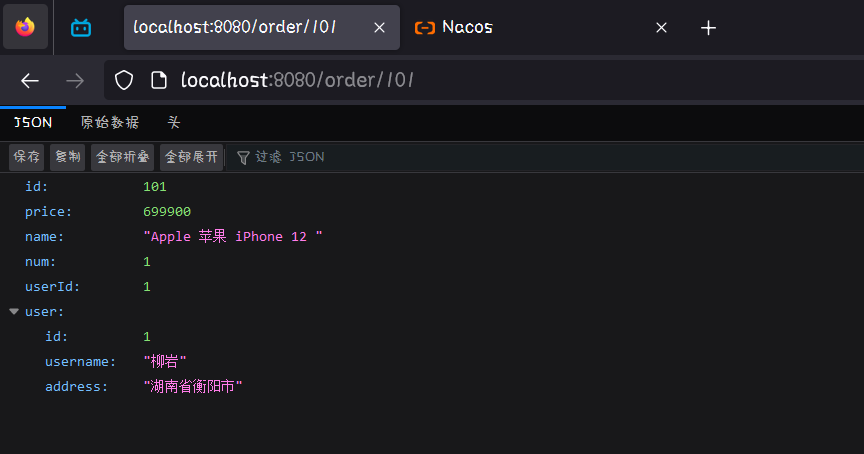 localhost:8080/order/101 Nacos
localhost:8080/order/101
JSON 原始数据 头
保存 复制 全部折叠 全部展开 过滤 JSON
id: 101
price: 699900
name: "Apple 苹果 iPhone 12 "
num: 1
userId: 1
user:
id: 1
username: "柳岩"
address: "湖南省衡阳市"